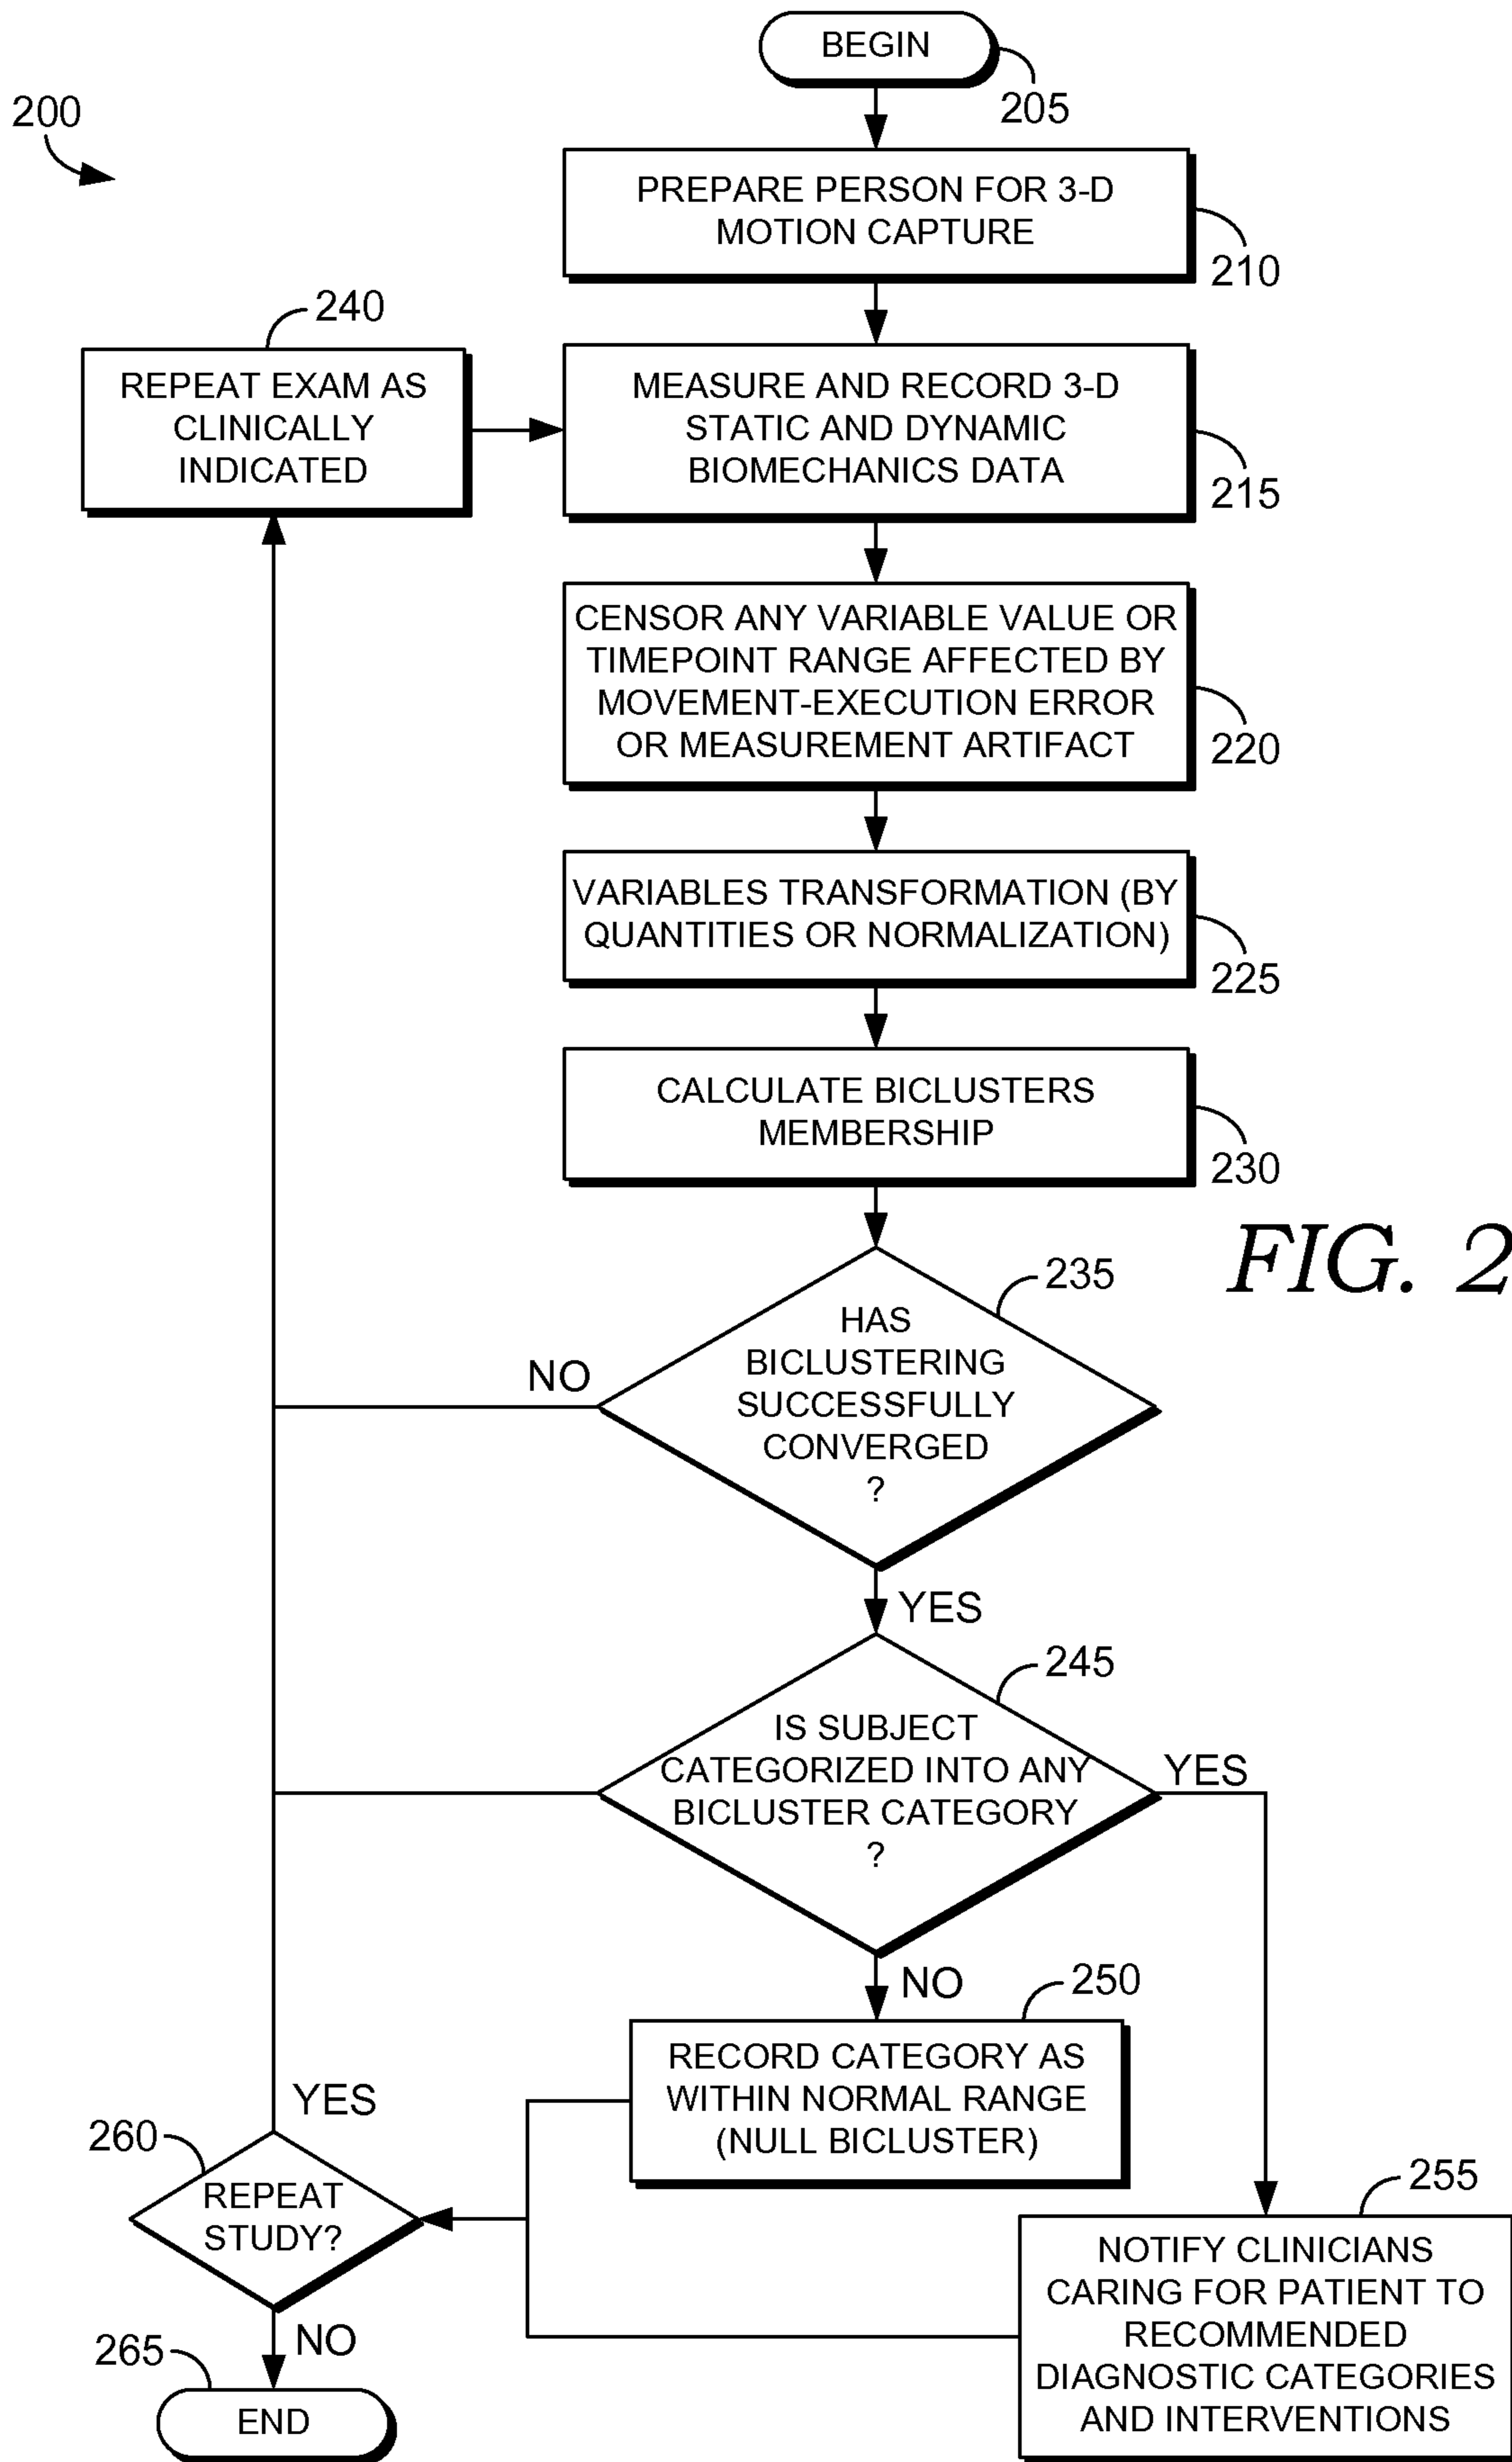 BEGIN
205
200
PREPARE PERSON FOR 3-D
MOTION CAPTURE
210
240
REPEAT EXAM AS
CLINICALLY
INDICATED
MEASURE AND RECORD 3-D
STATIC AND DYNAMIC
BIOMECHANICS DATA
215
CENSOR ANY VARIABLE VALUE OR
TIMEPOINT RANGE AFFECTED BY
MOVEMENT-EXECUTION ERROR
OR MEASUREMENT ARTIFACT
220
VARIABLES TRANSFORMATION (BY
QUANTITIES OR NORMALIZATION)
225
CALCULATE BICLUSTERS
MEMBERSHIP
230
FIG. 2
235
HAS
BICLUSTERING
SUCCESSFULLY
CONVERGED
?
NO
YES
245
IS SUBJECT
CATEGORIZED INTO ANY
BICLUSTER CATEGORY
?
YES
NO
250
RECORD CATEGORY AS
WITHIN NORMAL RANGE
(NULL BICLUSTER)
YES
260
REPEAT
STUDY?
255
NOTIFY CLINICIANS
CARING FOR PATIENT TO
RECOMMENDED
DIAGNOSTIC CATEGORIES
AND INTERVENTIONS
NO
265
END